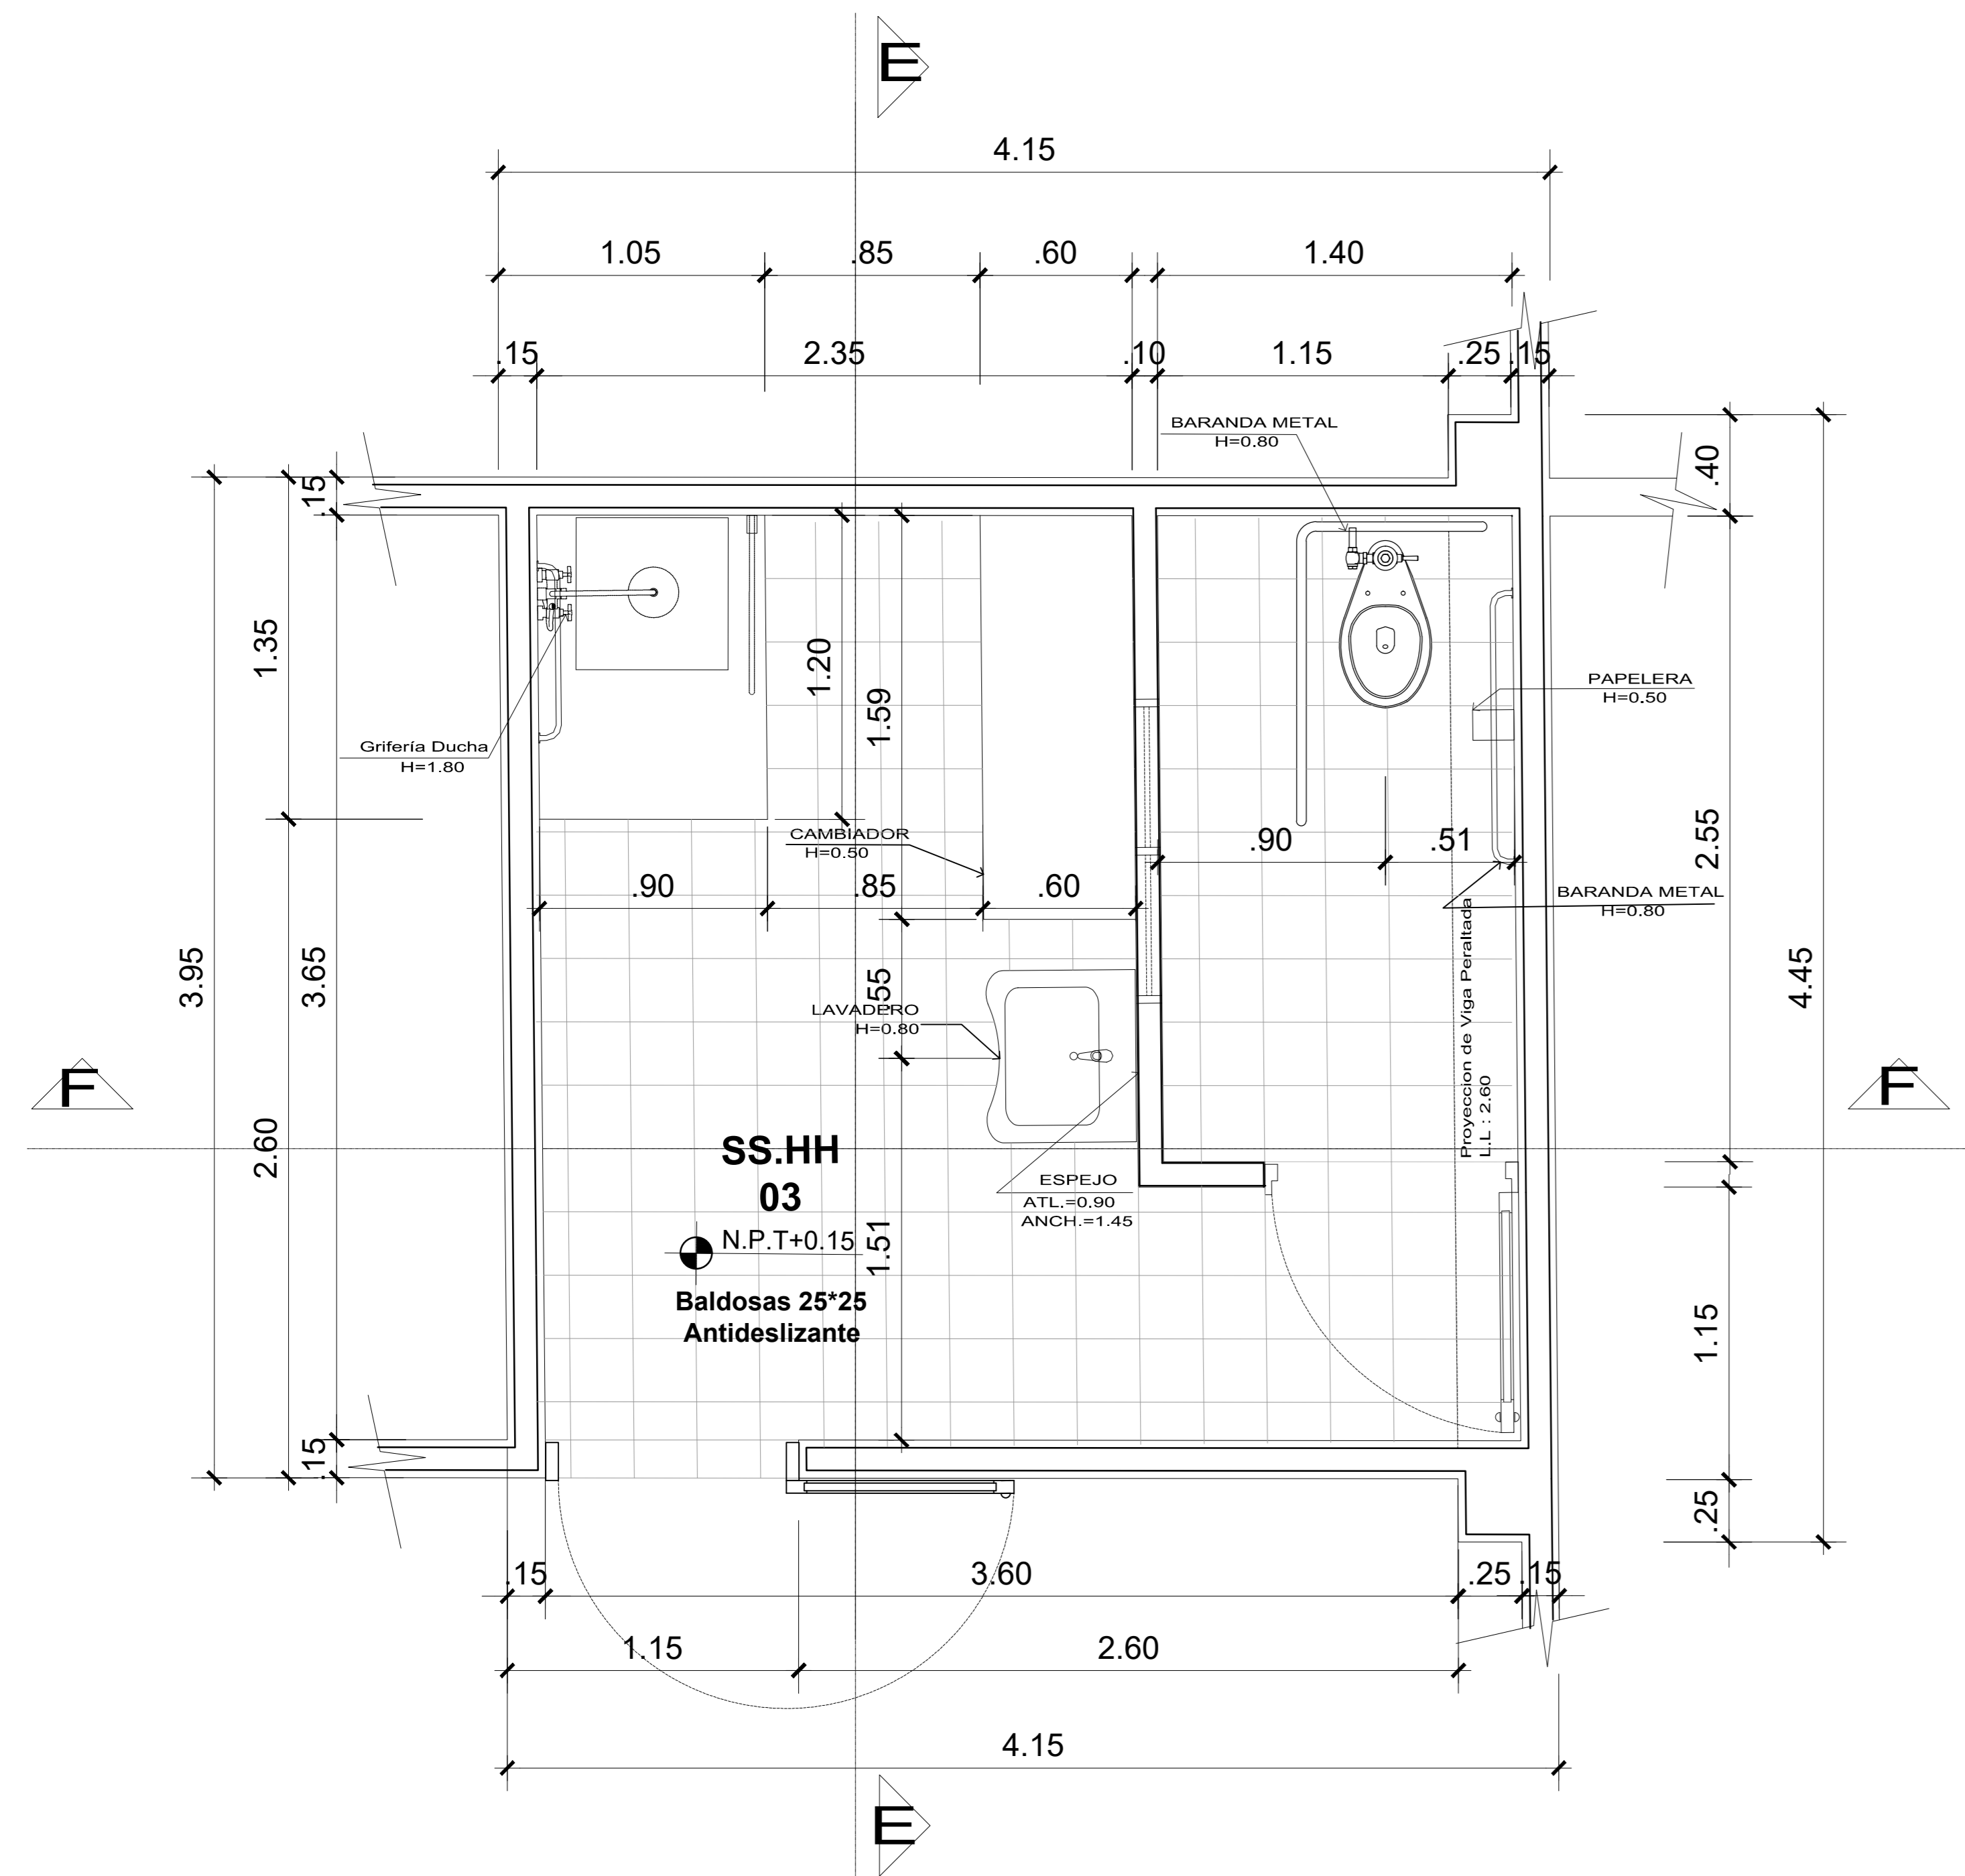 E
4.15
1.05
.85
.60
1.40
.15
2.35
.10
1.15
.25
.15
BARANDA METAL
H=0.80
.40
.15
1.35
1.20
1.59
PAPELERA
H=0.50
Grifería Ducha
H=1.80
CAMBIADOR
H=0.50
.90
.51
2.55
.90
.85
.60
BARANDA METAL
H=0.80
3.95
3.65
.55
4.45
LAVADERO
H=0.80
Proyeccion de Viga Peraltada
L.L : 2.60
F
F
2.60
SS.HH
03
ESPEJO
ATL.=0.90
ANCH.=1.45
N.P.T+0.15
1.51
Baldosas 25*25
Antideslizante
1.15
.15
.25
.15
3.60
.25
.15
1.15
2.60
4.15
E